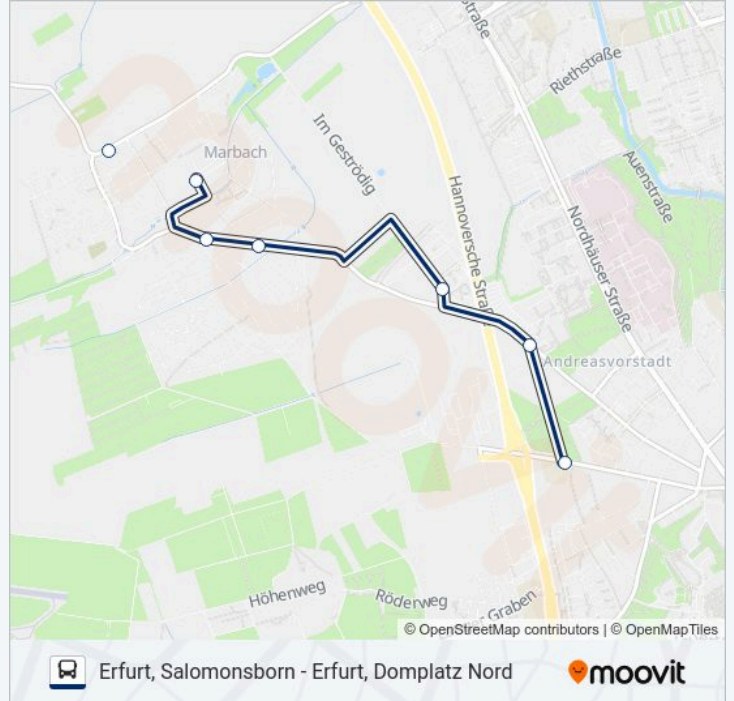 straße
Riethstraße
Marbach
Im Geströdig
Auenstraße
Hannoversche Straße
Nordhäuser Straße
Andreasvorstadt
Höhenweg
Röderweg
Graben
© OpenStreetMap contributors | © OpenMapTiles
Erfurt, Salomonsborn - Erfurt, Domplatz Nord
moovit